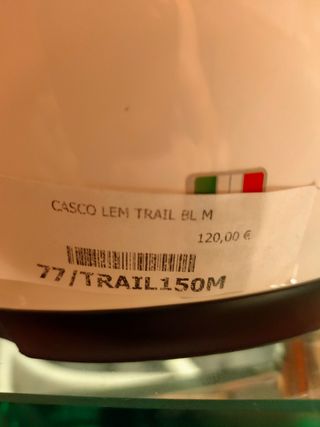 CASCO LEM TRAIL BL M
120,00 €
77/TRAIL150M